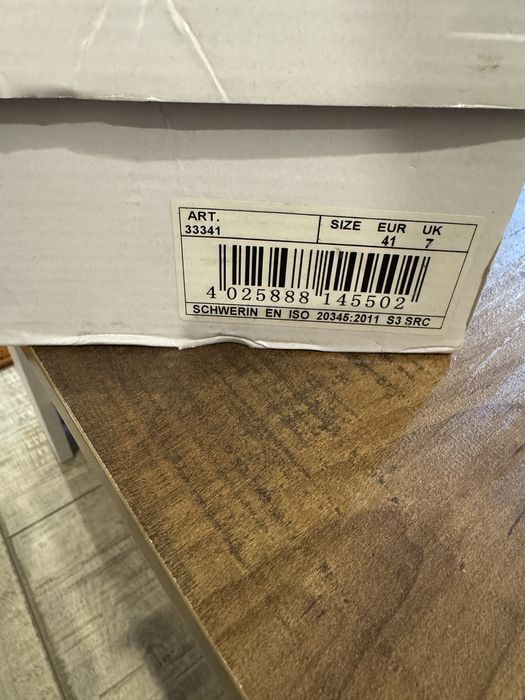 ART.
33341
SIZE EUR UK
41 7
4 025888 145502
SCHWERIN EN ISO 20345:2011 S3 SRC